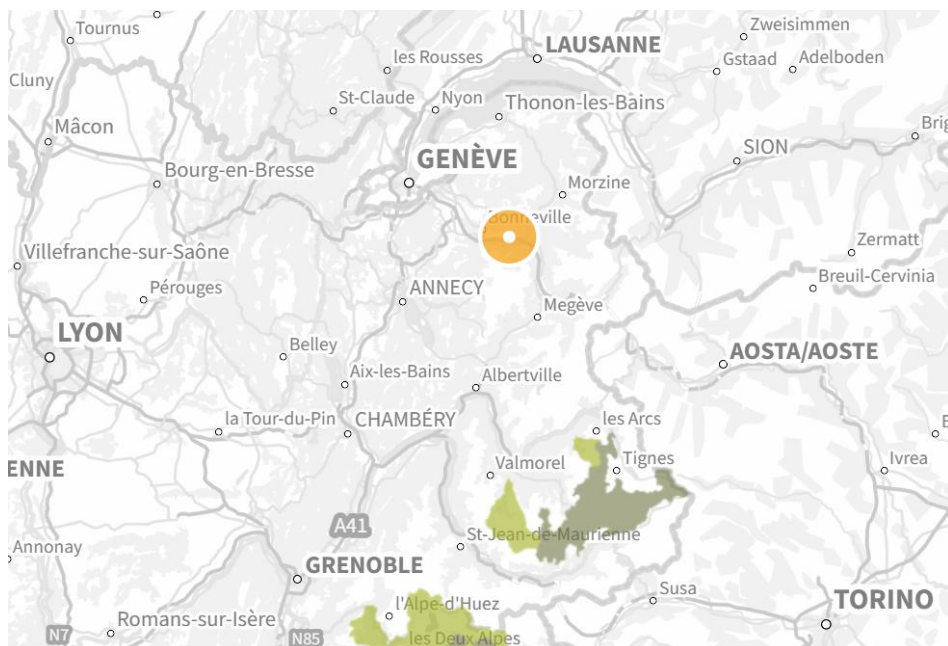 Tournus
Zweisimmen
LAUSANNE
les Rousses
Gstaad
Adelboden
Cluny
St-Claude
Nyon
Thonon-les-Bains
Mâcon
Brig
SION
GENÈVE
Bourg-en-Bresse
Morzine
Bonneville
Zermatt
Villefranche-sur-Saône
Breuil-Cervinia
Pérouges
ANNECY
Megève
LYON
AOSTA/AOSTE
Belley
Aix-les-Bains
Albertville
la Tour-du-Pin
CHAMBÉRY
les Arcs
E
ENNE
Valmorel
Tignes
Ivrea
A41
St-Jean-de-Maurienne
Annonay
GRENOBLE
Susa
TORINO
l'Alpe-d'Huez
Romans-sur-Isère
N7
N85
les Deux Alpes